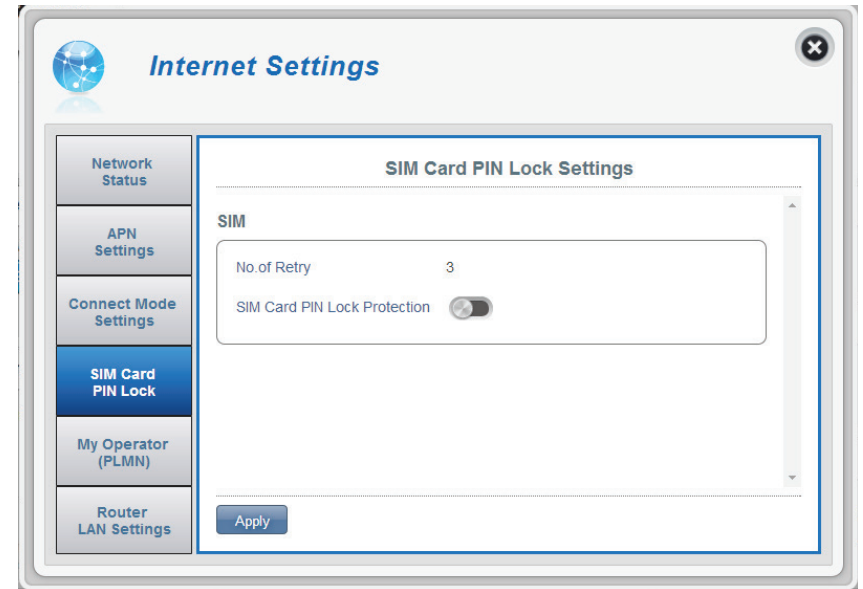 Internet Settings
Network
Status
APN
Settings
Connect Mode
Settings
SIM Card
PIN Lock
My Operator
(PLMN)
Router
LAN Settings
SIM Card PIN Lock Settings
SIM
No.of Retry 3
SIM Card PIN Lock Protection
Apply